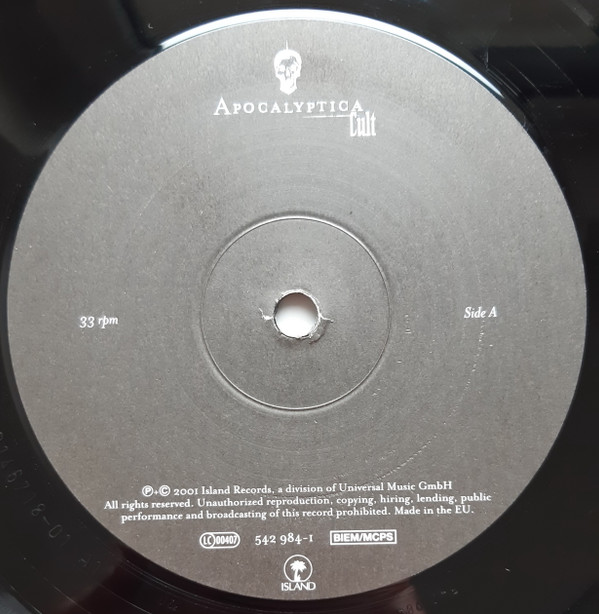 APOCALYPTICA
Cult
33 rpm
Side A
℗+© 2001 Island Records, a division of Universal Music GmbH
All rights reserved. Unauthorized reproduction, copying, hiring, lending, public
performance and broadcasting of this record prohibited. Made in the EU.
LC 00407 542 984-1 BIEM/MCPS
ISLAND